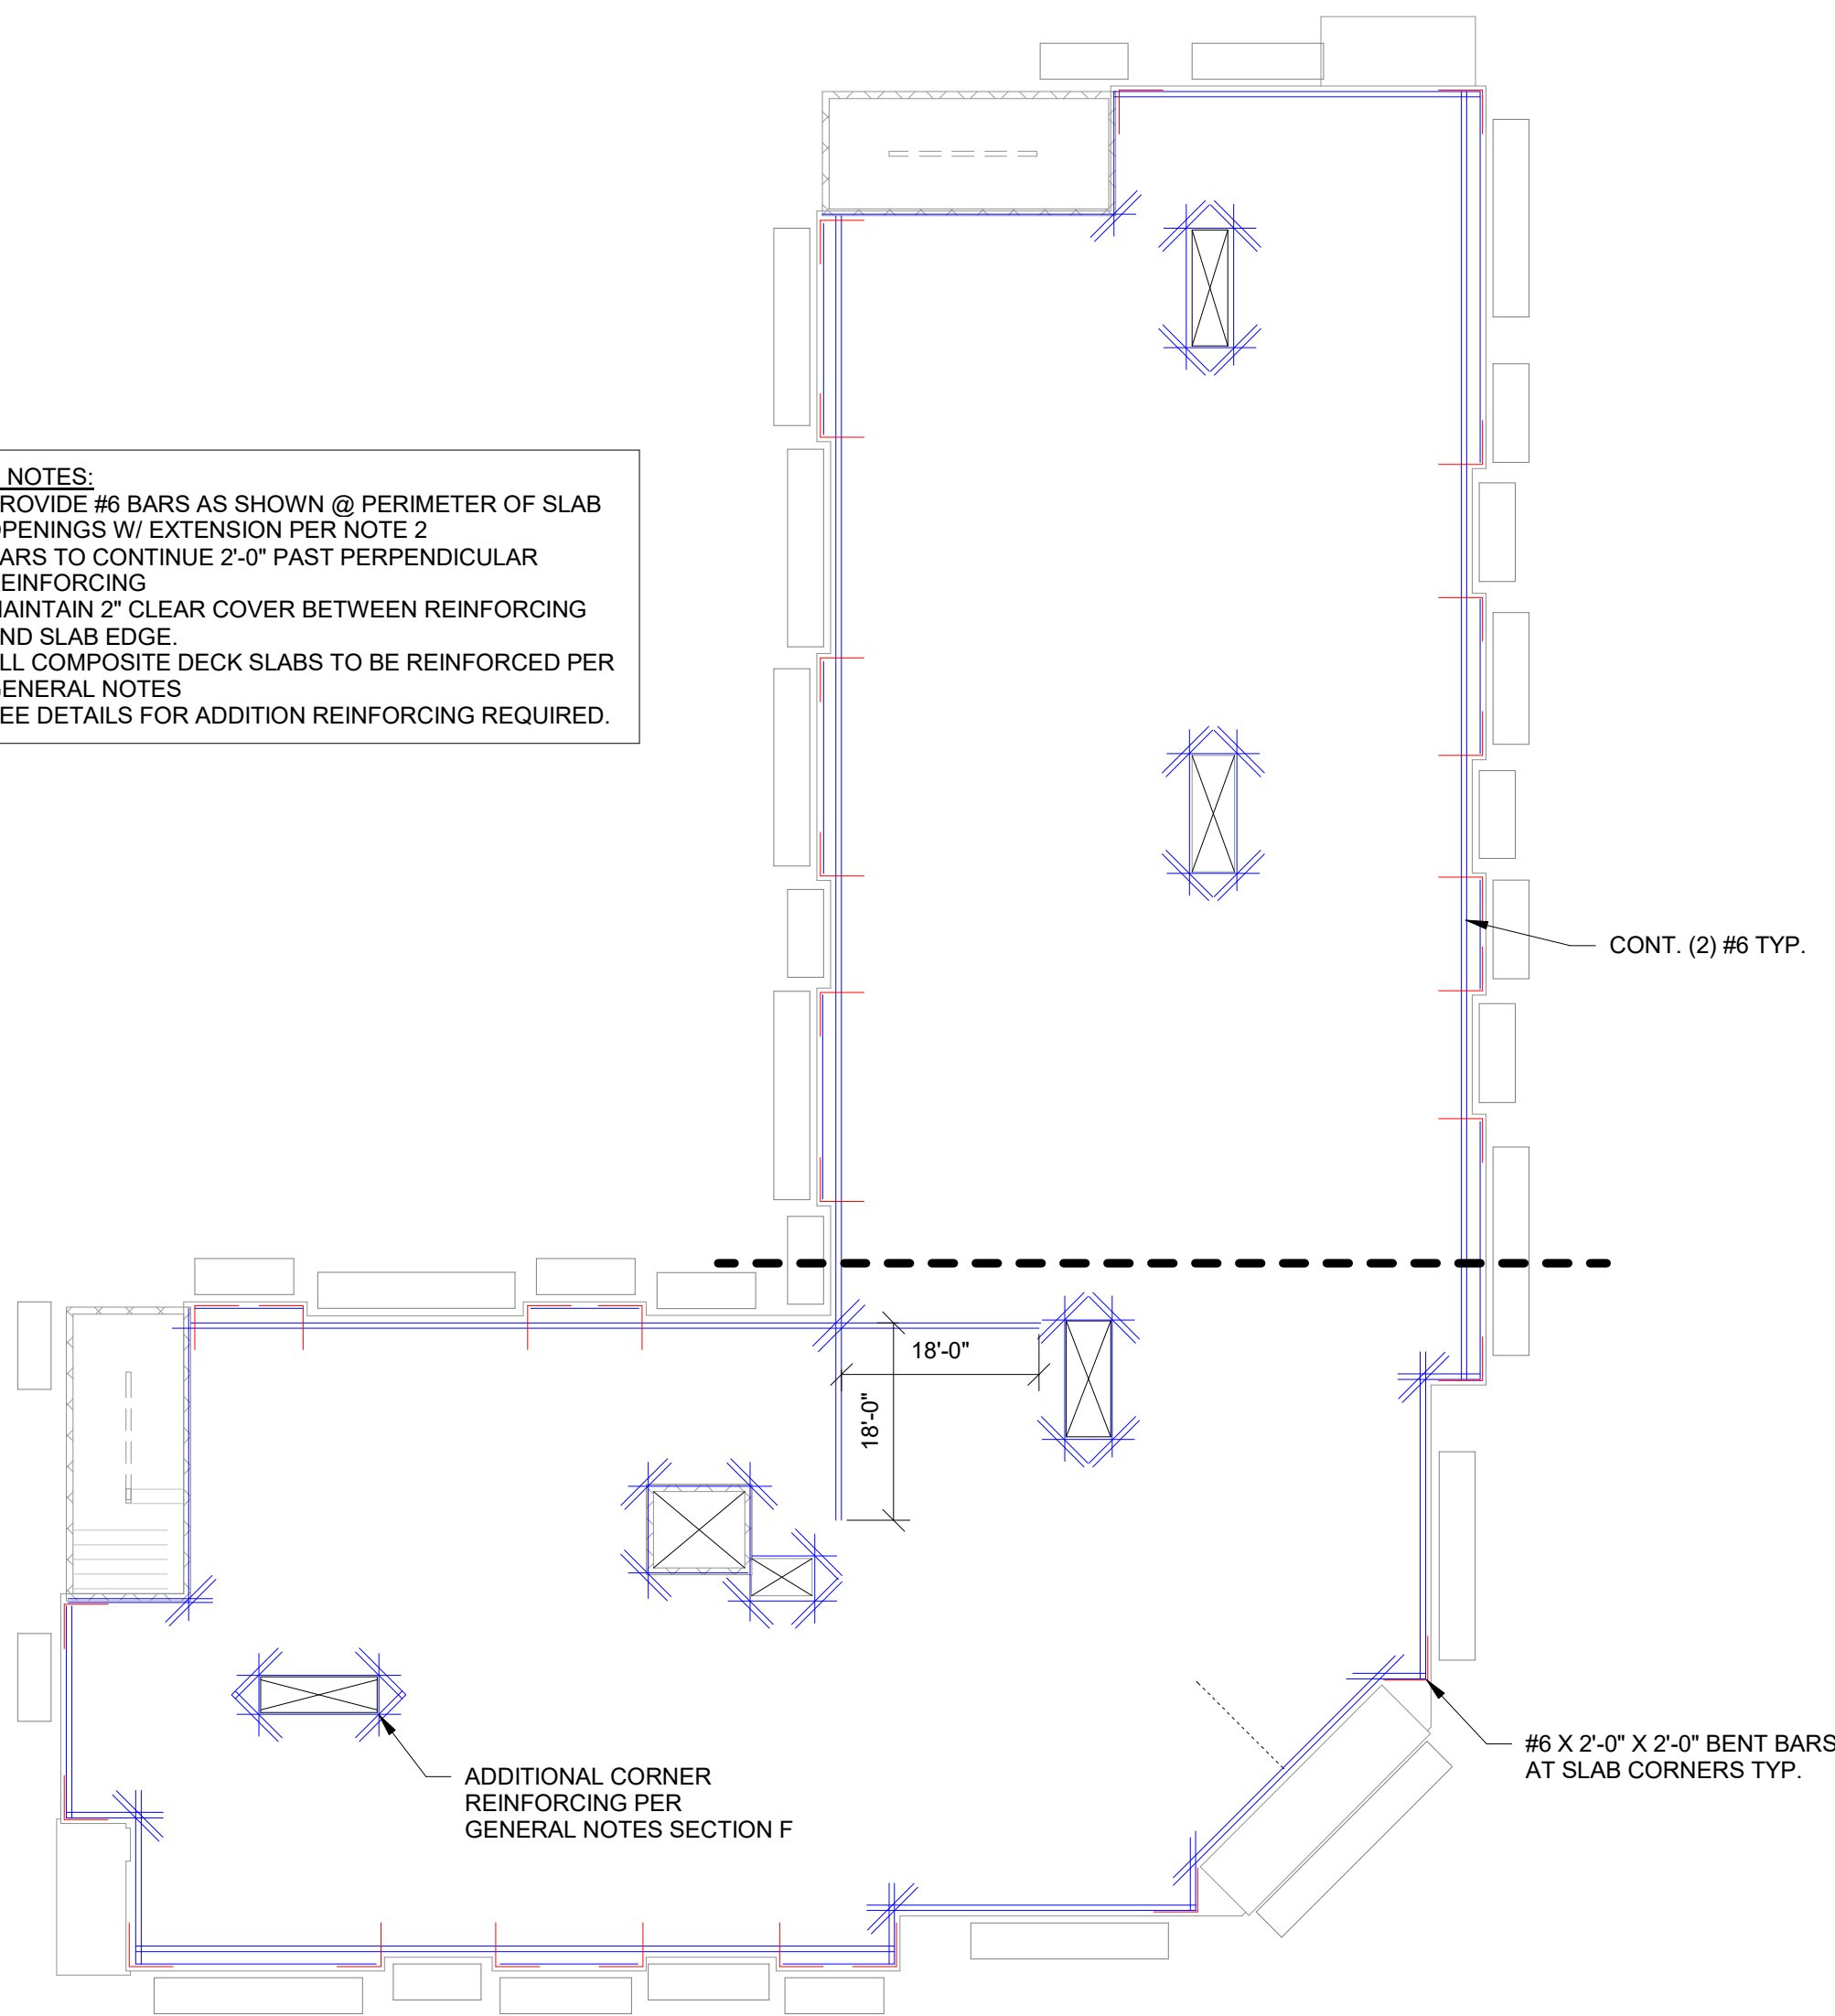 NOTES:
ROVIDE #6 BARS AS SHOWN @ PERIMETER OF SLAB
OPENINGS W/ EXTENSION PER NOTE 2
ARS TO CONTINUE 2'-0" PAST PERPENDICULAR
EINFORCING
MAINTAIN 2" CLEAR COVER BETWEEN REINFORCING
ND SLAB EDGE.
LL COMPOSITE DECK SLABS TO BE REINFORCED PER
GENERAL NOTES
EE DETAILS FOR ADDITION REINFORCING REQUIRED.
CONT. (2) #6 TYP.
18'-0"
18'-0"
#6 X 2'-0" X 2'-0" BENT BARS
AT SLAB CORNERS TYP.
ADDITIONAL CORNER
REINFORCING PER
GENERAL NOTES SECTION F